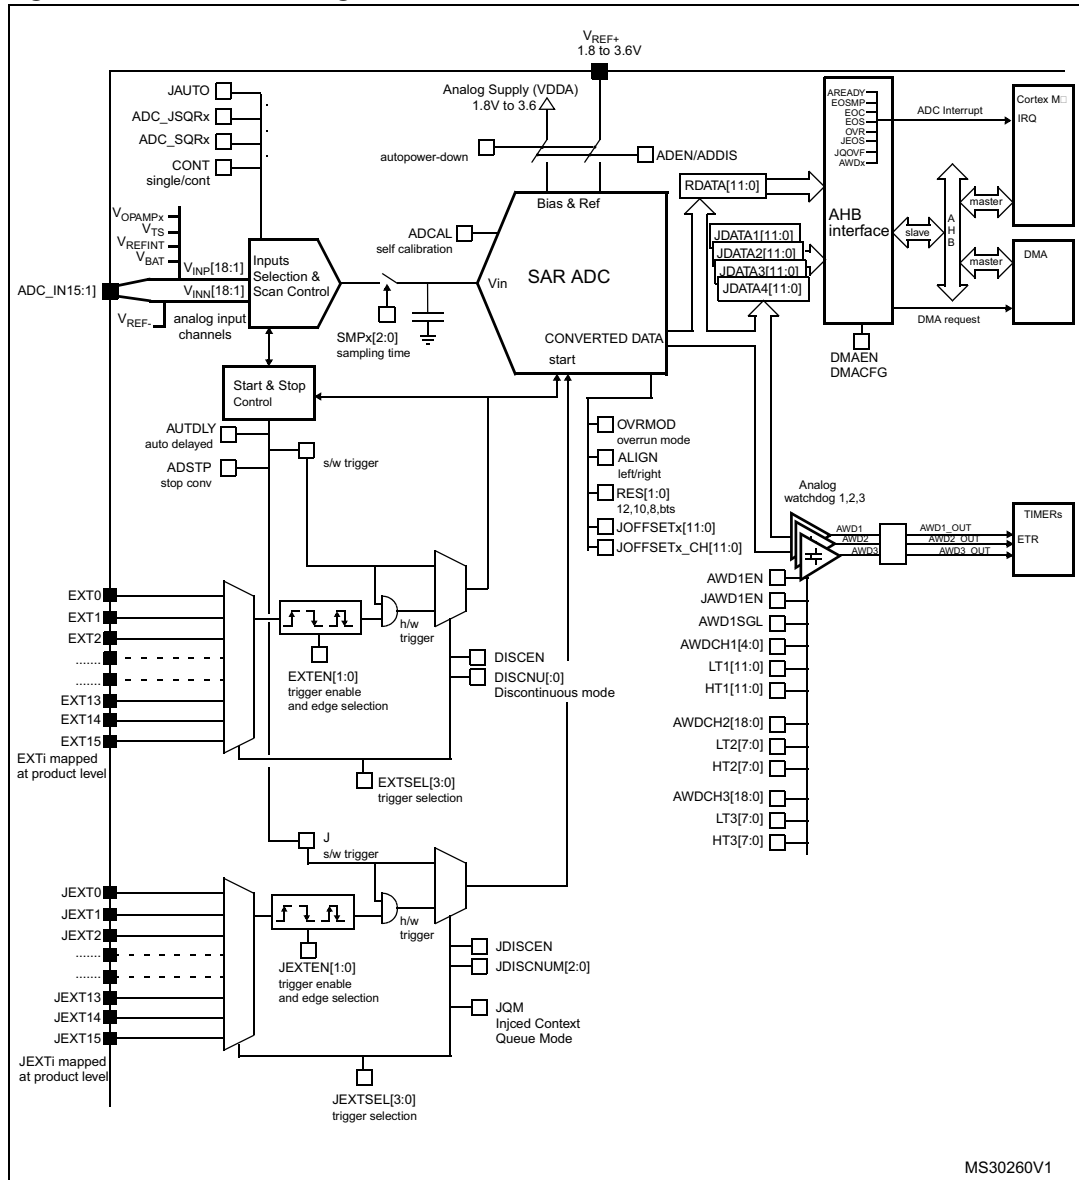 VREF+
1.8 to 3.6V
JAUTO
ADC_JSQRx
ADC_SQRx
CONT
single/cont
Analog Supply (VDDA)
1.8V to 3.6
autopower-down
ADEN/ADDIS
AREADY
EOSMP
EOC
EOS
OVR
JEOS
JQOVF
AWDx
ADC Interrupt
Cortex M□
IRQ
RDATA[11:0]
JDATA1[11:0]
JDATA2[11:0]
JDATA3[11:0]
JDATA4[11:0]
AHB
interface
slave
A
H
B
master
master
DMA
DMA request
DMAEN
DMACFG
VOPAMPx
VTS
VREFINT
VBAT
ADC_IN15:1]
VINP[18:1]
VINN[18:1]
VREF-
analog input
channels
Inputs
Selection &
Scan Control
ADCAL
self calibration
Bias & Ref
Vin
SAR ADC
CONVERTED DATA
start
SMPx[2:0]
sampling time
Start & Stop
Control
AUTDLY
auto delayed
ADSTP
stop conv
s/w trigger
OVRMOD
overrun mode
ALIGN
left/right
RES[1:0]
12,10,8,bts
JOFFSETx[11:0]
JOFFSETx_CH[11:0]
Analog
watchdog 1,2,3
AWD1
AWD2
AWD3
AWD1_OUT
AWD2_OUT
AWD3_OUT
TIMERs
ETR
AWD1EN
JAWD1EN
AWD1SGL
AWDCH1[4:0]
LT1[11:0]
HT1[11:0]
AWDCH2[18:0]
LT2[7:0]
HT2[7:0]
AWDCH3[18:0]
LT3[7:0]
HT3[7:0]
EXT0
EXT1
EXT2
.......
.......
EXT13
EXT14
EXT15
EXTi mapped
at product level
h/w
trigger
EXTEN[1:0]
trigger enable
and edge selection
DISCEN
DISCNU[:0]
Discontinuous mode
EXTSEL[3:0]
trigger selection
J
s/w trigger
JEXT0
JEXT1
JEXT2
.......
.......
JEXT13
JEXT14
JEXT15
JEXTi mapped
at product level
h/w
trigger
JEXTEN[1:0]
trigger enable
and edge selection
JDISCEN
JDISCNUM[2:0]
JQM
Injced Context
Queue Mode
JEXTSEL[3:0]
trigger selection
MS30260V1